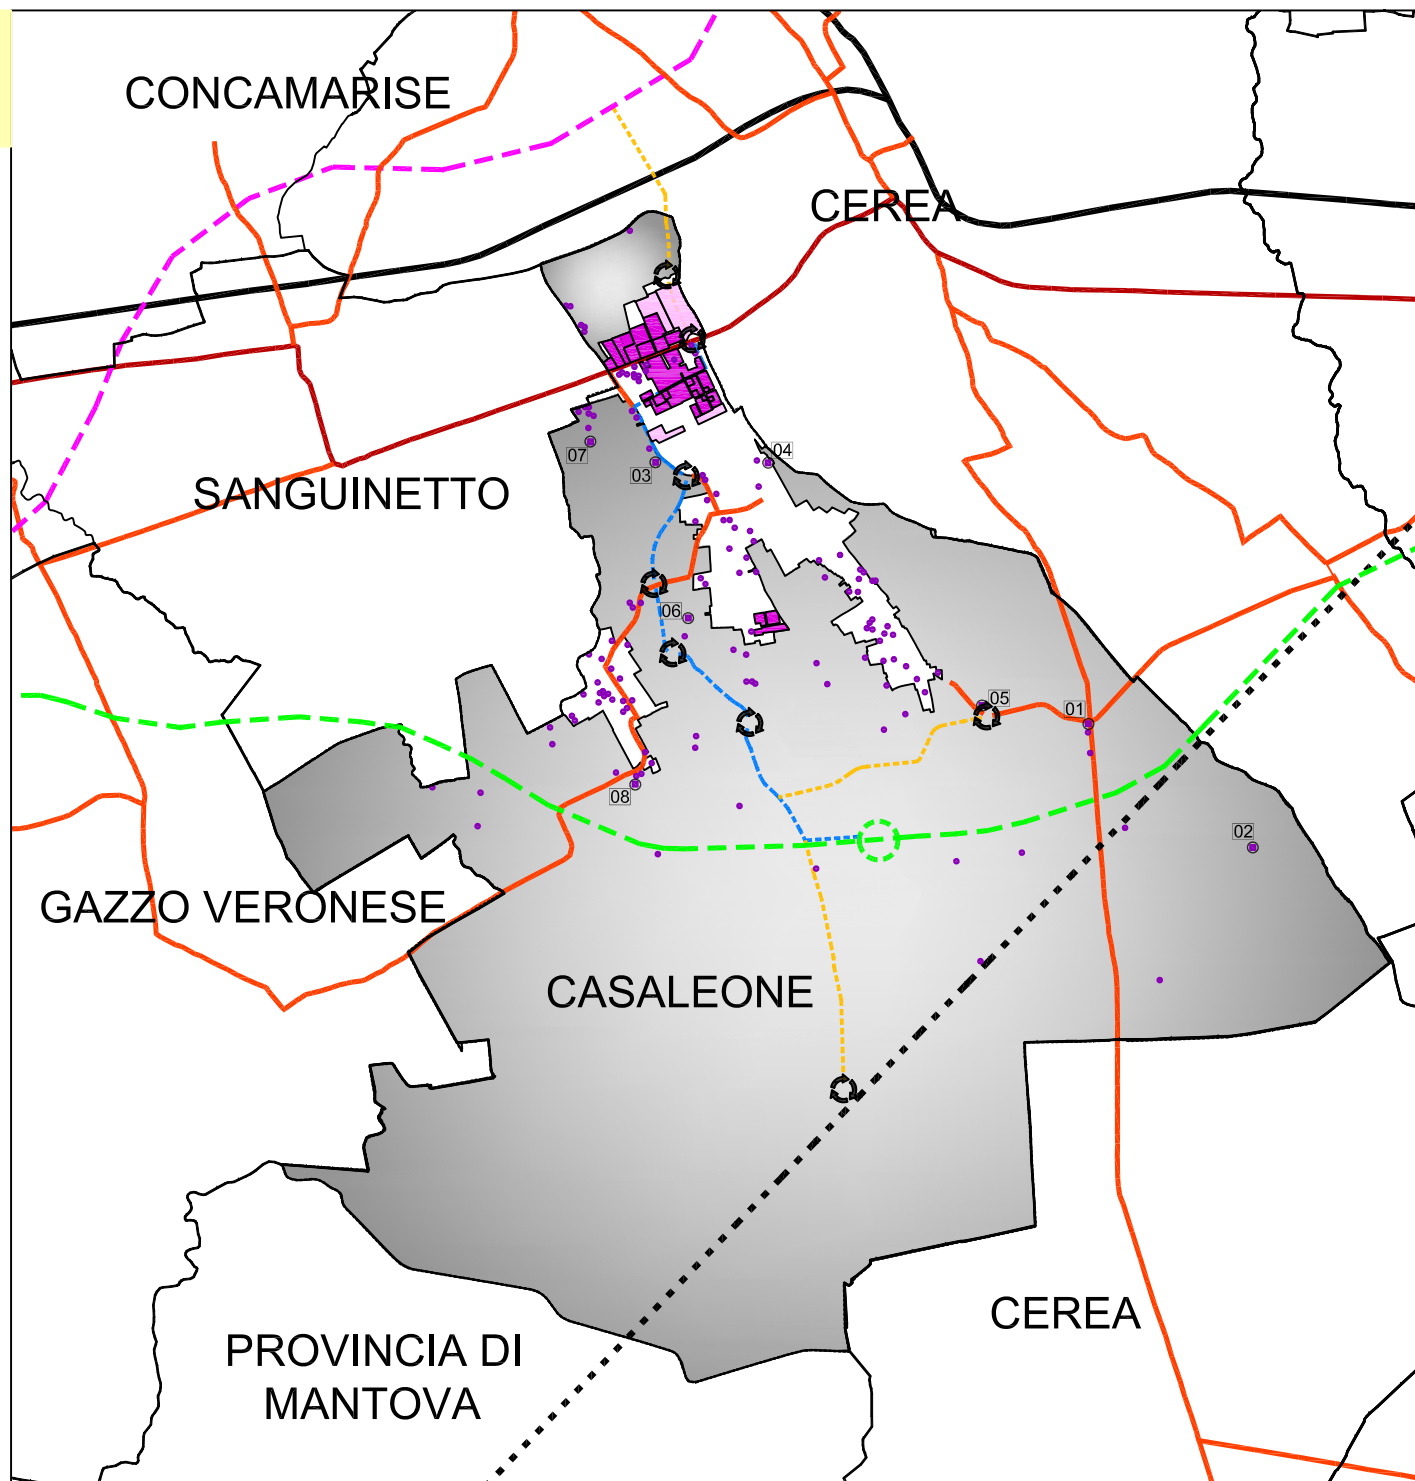 CONCAMARISE
CEREA
07
03
04
SANGUINETTO
06
05
01
08
02
GAZZO VERONESE
CASALEONE
CEREA
PROVINCIA DI
MANTOVA